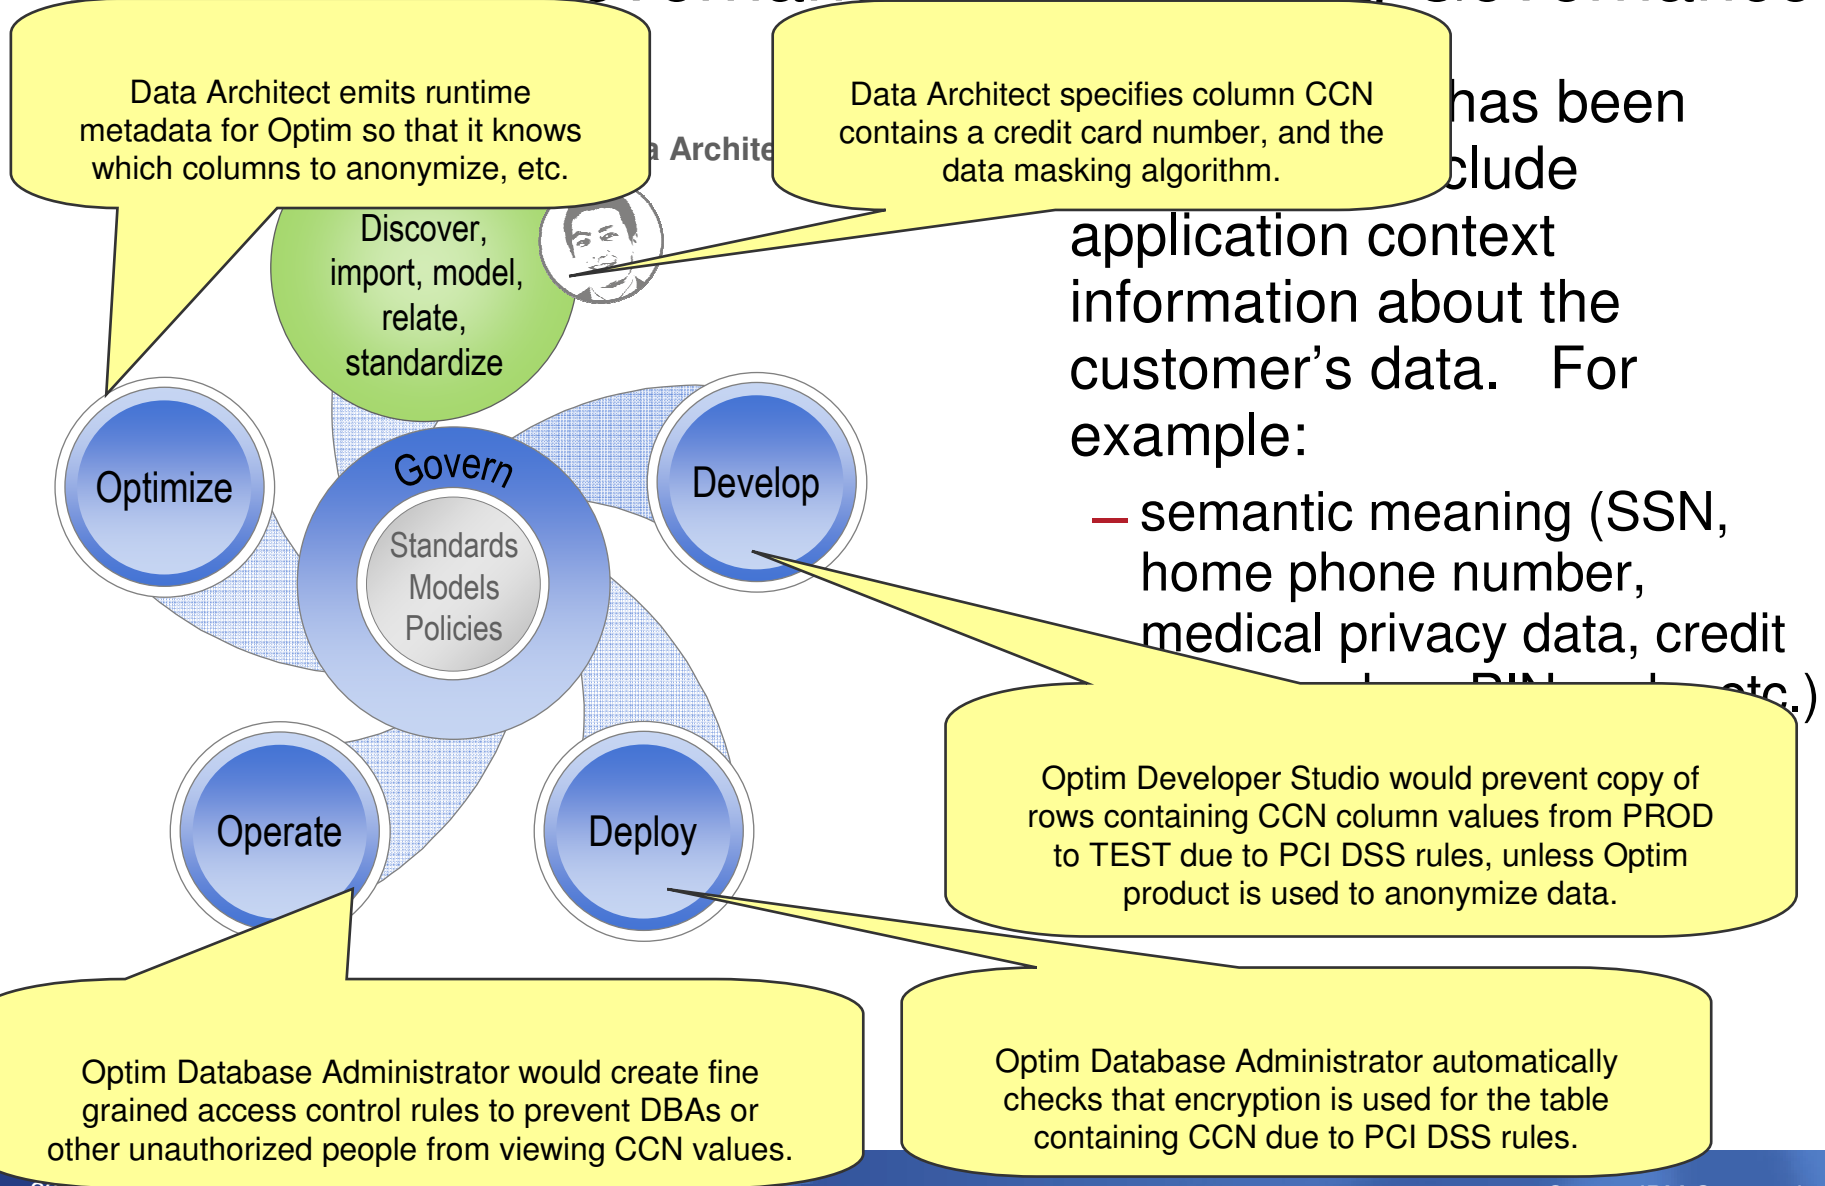 Data Architect emits runtime
metadata for Optim so that it knows
which columns to anonymize, etc.
Data Architect specifies column CCN
contains a credit card number, and the
data masking algorithm.
has been
application context
information about the
customer's data. For
example:
– semantic meaning (SSN,
home phone number,
medical privacy data, credit
etc.)
Discover,
import, model,
relate,
standardize
Optimize
Govern
Develop
Standards
Models
Policies
Operate
Deploy
Optim Developer Studio would prevent copy of
rows containing CCN column values from PROD
to TEST due to PCI DSS rules, unless Optim
product is used to anonymize data.
Optim Database Administrator would create fine
grained access control rules to prevent DBAs or
other unauthorized people from viewing CCN values.
Optim Database Administrator automatically
checks that encryption is used for the table
containing CCN due to PCI DSS rules.